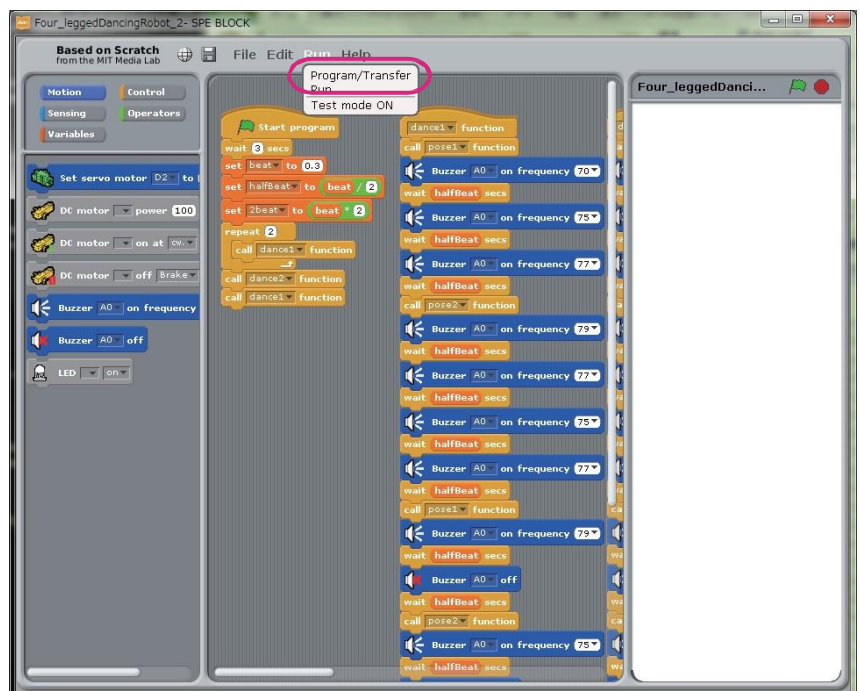 Four_leggedDancingRobot_2- SPE BLOCK
Based on Scratch
from the MIT Media Lab
File Edit Run Help
Program/Transfer
Run
Test mode ON
Motion Control
Sensing Operators
Variables
Set servo motor D2 to
DC motor power 100
DC motor on at cw.
DC motor off Brake
Buzzer A0 on frequency
Buzzer A0 off
LED on
Start program
wait 3 secs
set beat to 0.3
set halfBeat to beat / 2
set 2beat to beat * 2
repeat 2
call dance1 function
call dance2 function
call dance1 function
dance1 function
call pose1 function
Buzzer A0 on frequency 70
wait halfBeat secs
Buzzer A0 on frequency 75
wait halfBeat secs
Buzzer A0 on frequency 77
wait halfBeat secs
call pose2 function
Buzzer A0 on frequency 79
wait halfBeat secs
Buzzer A0 on frequency 77
wait halfBeat secs
Buzzer A0 on frequency 75
wait halfBeat secs
Buzzer A0 on frequency 77
wait halfBeat secs
call pose1 function
Buzzer A0 on frequency 79
wait halfBeat secs
Buzzer A0 off
wait halfBeat secs
call pose2 function
Buzzer A0 on frequency 75
wait halfBeat secs
Four_leggedDanci...